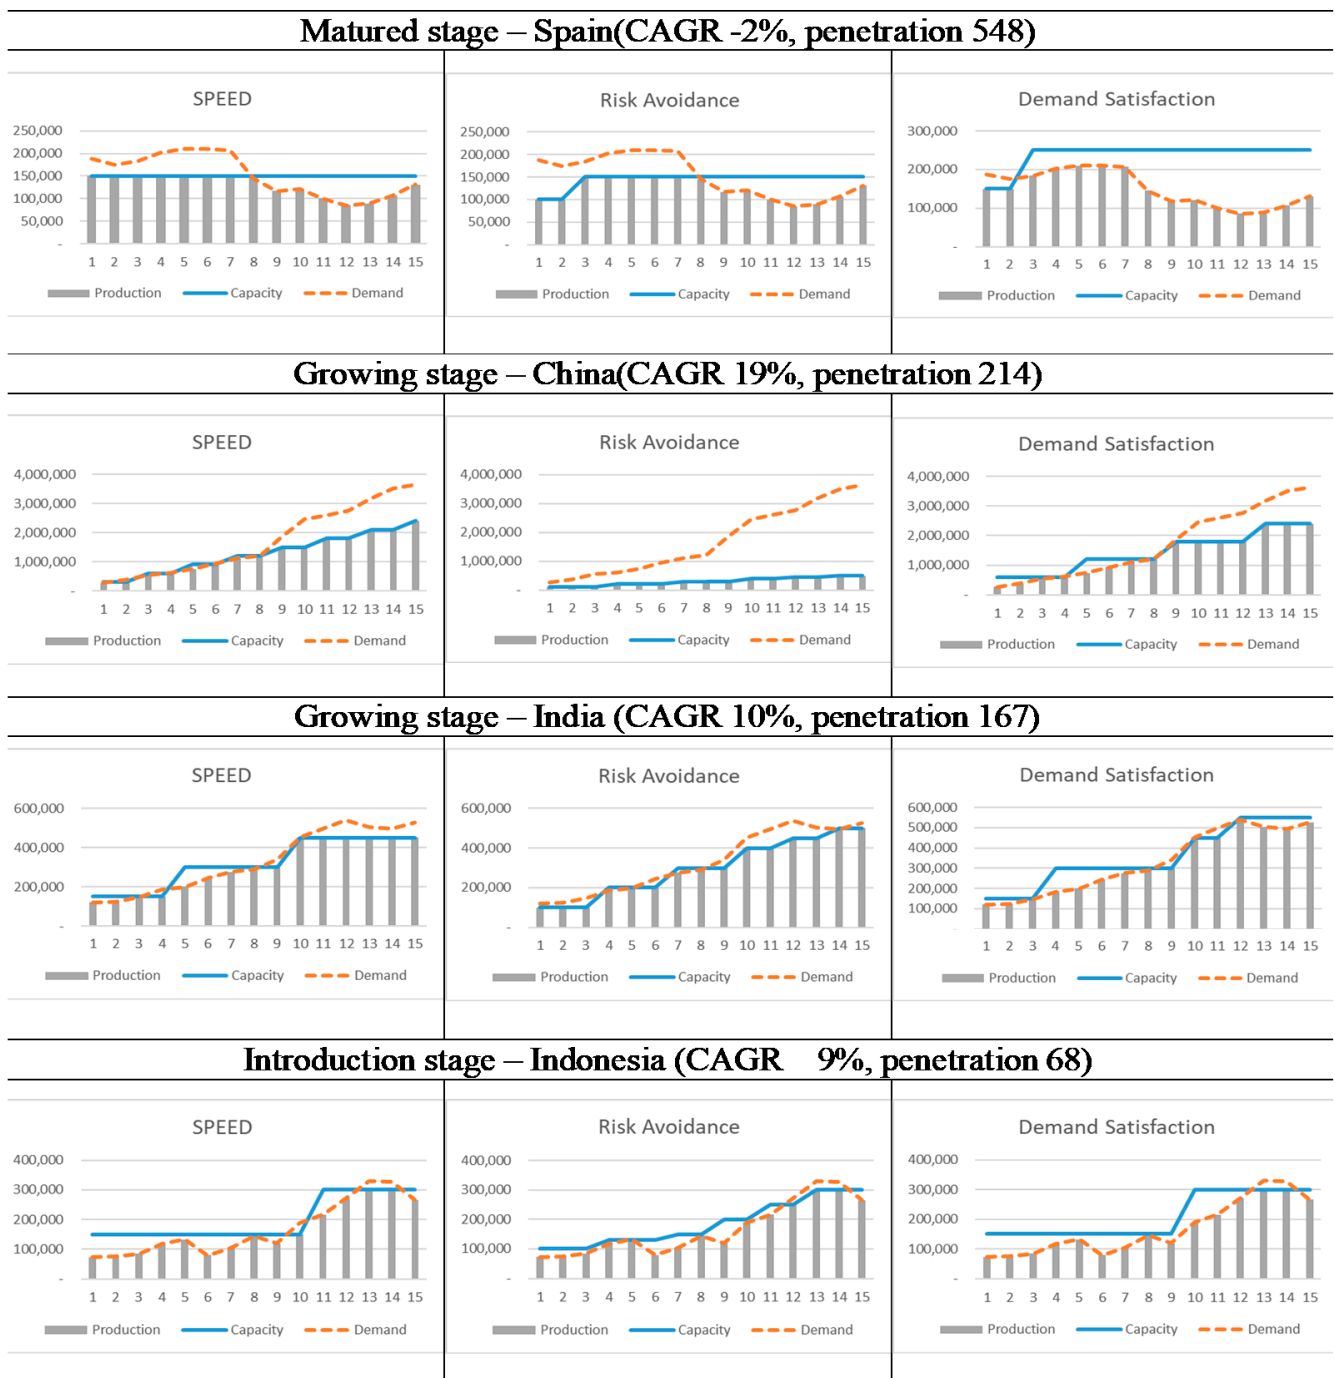 Matured stage – Spain(CAGR -2%, penetration 548)
SPEED
250,000
200,000
150,000
100,000
50,000
-
1 2 3 4 5 6 7 8 9 10 11 12 13 14 15
Production Capacity Demand
Risk Avoidance
250,000
200,000
150,000
100,000
50,000
-
1 2 3 4 5 6 7 8 9 10 11 12 13 14 15
Production Capacity Demand
Demand Satisfaction
300,000
200,000
100,000
-
1 2 3 4 5 6 7 8 9 10 11 12 13 14 15
Production Capacity Demand
Growing stage – China(CAGR 19%, penetration 214)
SPEED
4,000,000
3,000,000
2,000,000
1,000,000
-
1 2 3 4 5 6 7 8 9 10 11 12 13 14 15
Production Capacity Demand
Risk Avoidance
4,000,000
3,000,000
2,000,000
1,000,000
-
1 2 3 4 5 6 7 8 9 10 11 12 13 14 15
Production Capacity Demand
Demand Satisfaction
4,000,000
3,000,000
2,000,000
1,000,000
-
1 2 3 4 5 6 7 8 9 10 11 12 13 14 15
Production Capacity Demand
Growing stage – India (CAGR 10%, penetration 167)
SPEED
600,000
400,000
200,000
-
1 2 3 4 5 6 7 8 9 10 11 12 13 14 15
Production Capacity Demand
Risk Avoidance
600,000
400,000
200,000
-
1 2 3 4 5 6 7 8 9 10 11 12 13 14 15
Production Capacity Demand
Demand Satisfaction
600,000
500,000
400,000
300,000
200,000
100,000
-
1 2 3 4 5 6 7 8 9 10 11 12 13 14 15
Production Capacity Demand
Introduction stage – Indonesia (CAGR 9%, penetration 68)
SPEED
400,000
300,000
200,000
100,000
-
1 2 3 4 5 6 7 8 9 10 11 12 13 14 15
Production Capacity Demand
Risk Avoidance
400,000
300,000
200,000
100,000
-
1 2 3 4 5 6 7 8 9 10 11 12 13 14 15
Production Capacity Demand
Demand Satisfaction
400,000
300,000
200,000
100,000
-
1 2 3 4 5 6 7 8 9 10 11 12 13 14 15
Production Capacity Demand